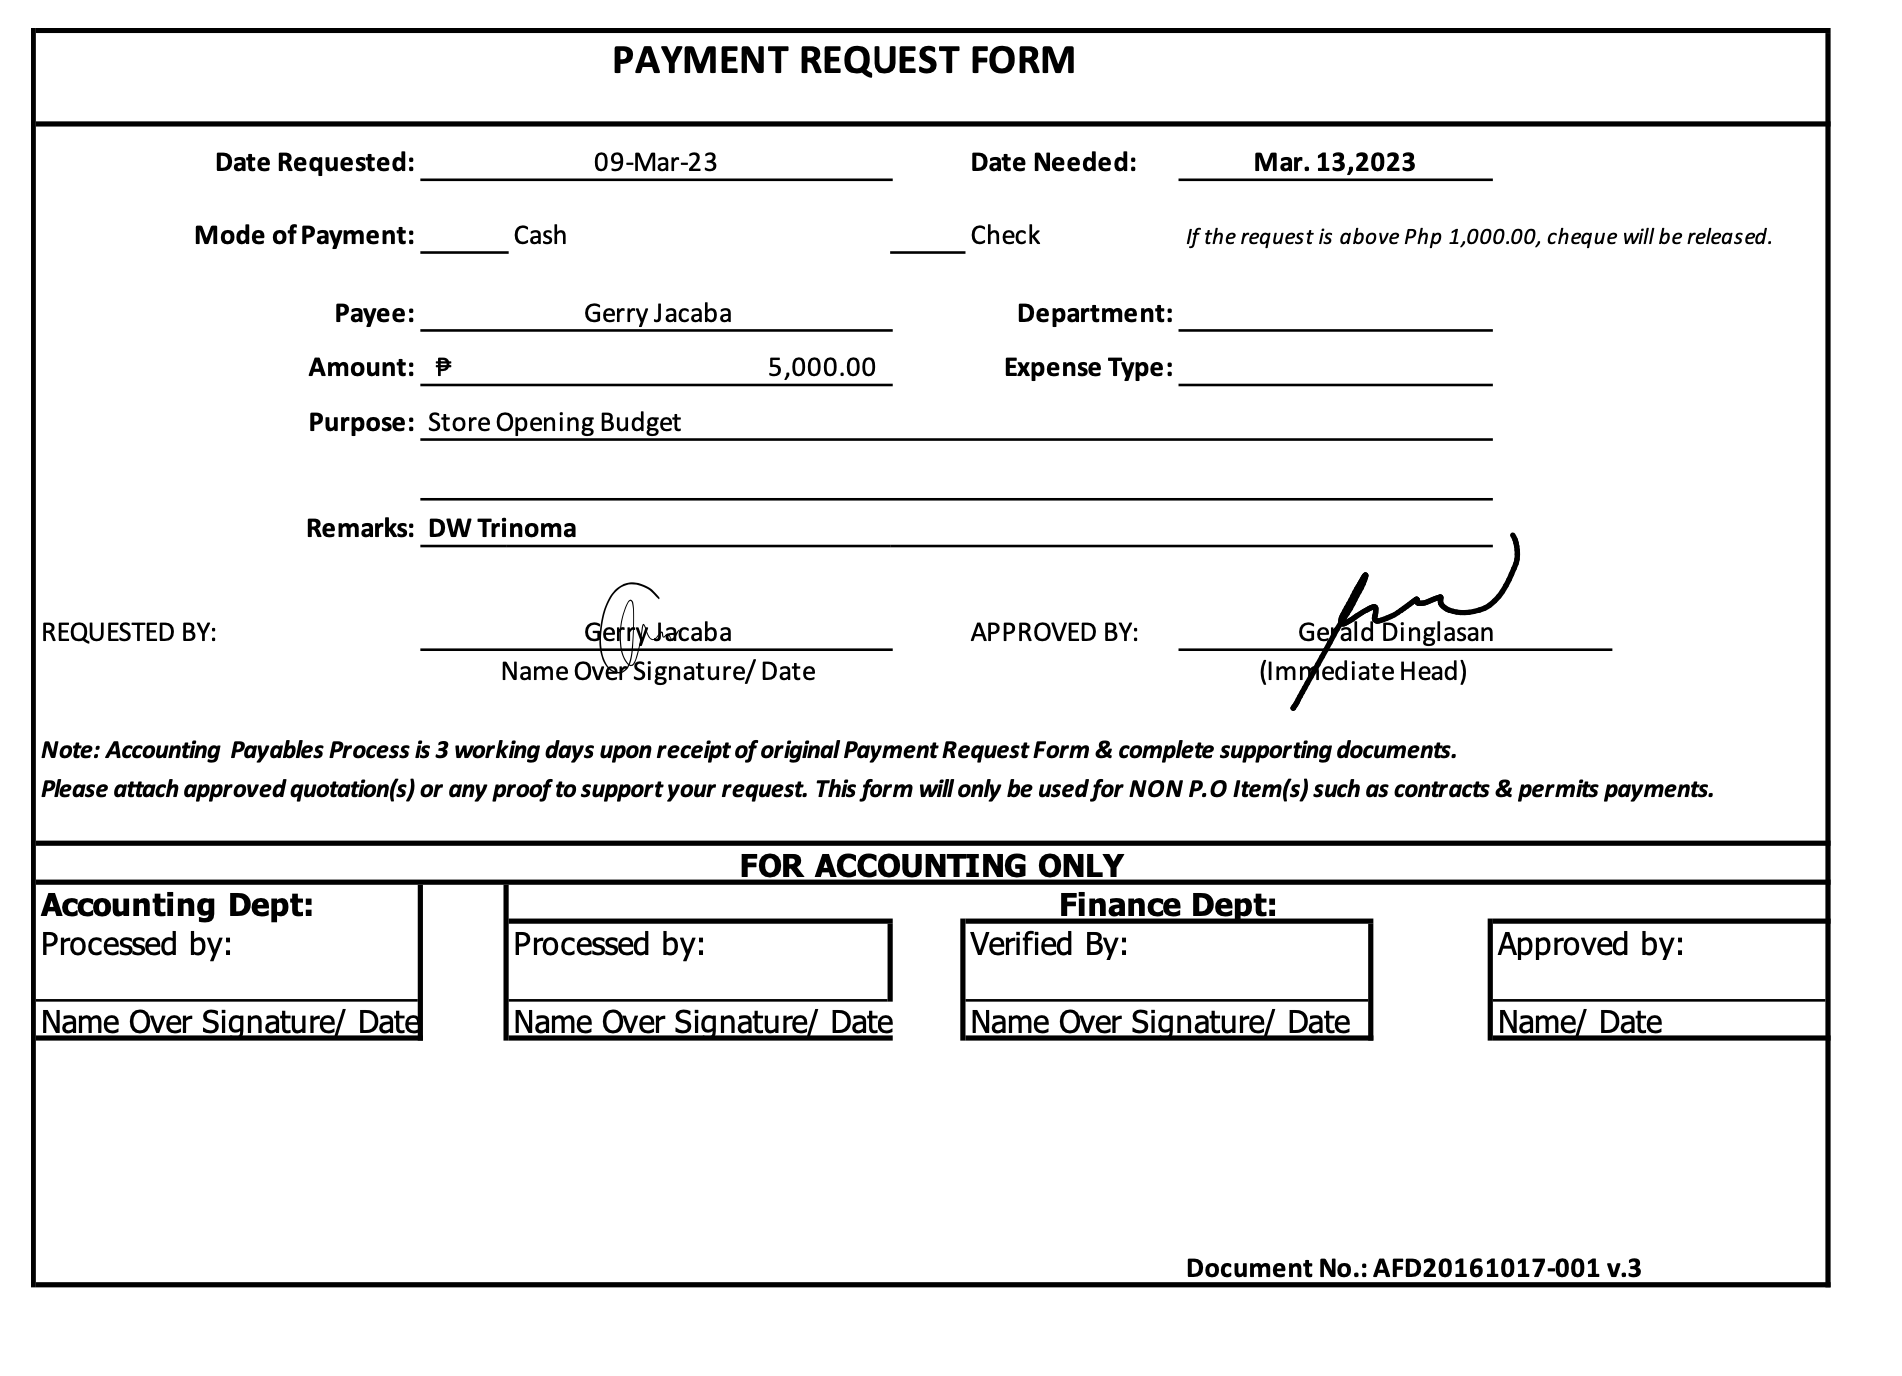 PAYMENT REQUEST FORM
Date Requested: 09-Mar-23 Date Needed: Mar. 13,2023
Mode of Payment: Cash Check If the request is above Php 1,000.00, cheque will be released.
Payee: Gerry Jacaba Department:
Amount: ₱ 5,000.00 Expense Type:
Purpose: Store Opening Budget
Remarks: DW Trinoma
REQUESTED BY: Gerry Jacaba APPROVED BY: Gerald Dinglasan
Name Over Signature/ Date (Immediate Head)
Note: Accounting Payables Process is 3 working days upon receipt of original Payment Request Form & complete supporting documents.
Please attach approved quotation(s) or any proof to support your request. This form will only be used for NON P.O Item(s) such as contracts & permits payments.
FOR ACCOUNTING ONLY
Accounting Dept: Finance Dept:
Processed by: Processed by: Verified By: Approved by:
Name Over Signature/ Date Name Over Signature/ Date Name Over Signature/ Date Name/ Date
Document No.: AFD20161017-001 v.3